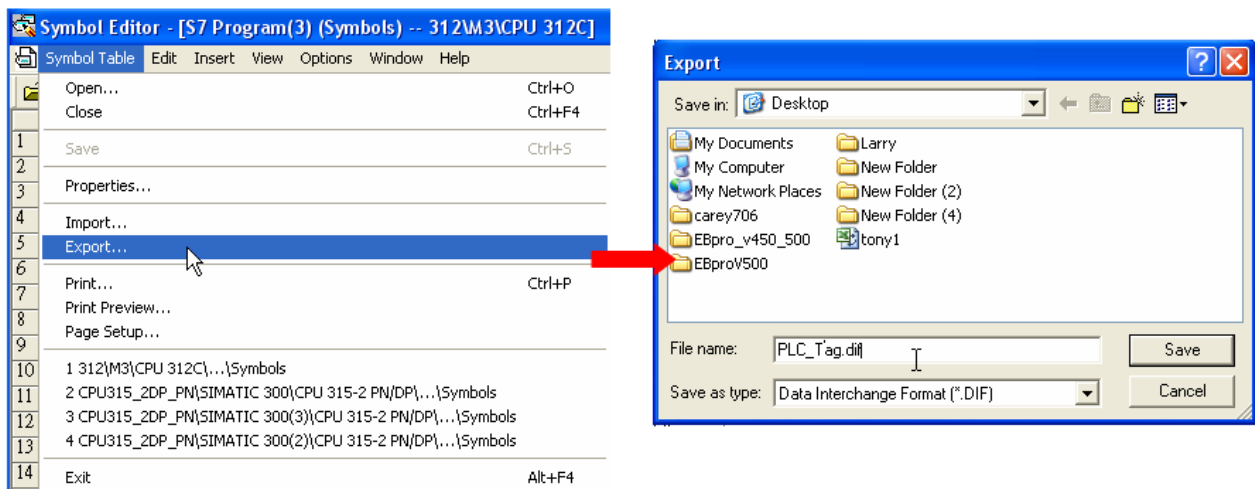 Symbol Editor - [S7 Program(3) (Symbols) -- 312\M3\CPU 312C]
Symbol Table Edit Insert View Options Window Help
Open... Ctrl+O
Close Ctrl+F4
Save Ctrl+S
Properties...
Import...
Export...
Print... Ctrl+P
Print Preview...
Page Setup...
1 312\M3\CPU 312C\...\Symbols
2 CPU315_2DP_PN\SIMATIC 300\CPU 315-2 PN/DP\...\Symbols
3 CPU315_2DP_PN\SIMATIC 300(3)\CPU 315-2 PN/DP\...\Symbols
4 CPU315_2DP_PN\SIMATIC 300(2)\CPU 315-2 PN/DP\...\Symbols
Exit Alt+F4
1
2
3
4
5
6
7
8
9
10
11
12
13
14
Export
Save in: Desktop
My Documents
My Computer
My Network Places
carey706
EBpro_v450_500
EBproV500
Larry
New Folder
New Folder (2)
New Folder (4)
tony1
File name: PLC_Tag.dif
Save
Save as type: Data Interchange Format (*.DIF)
Cancel